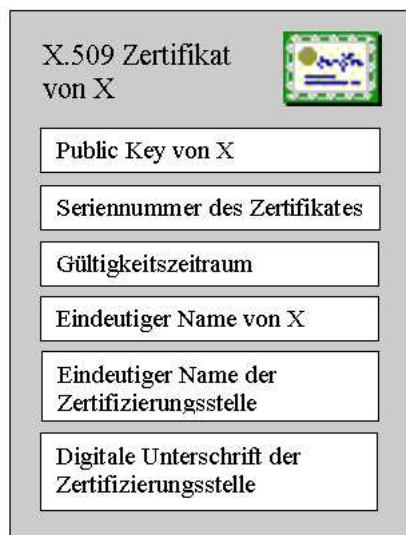 X.509 Zertifikat
von X
Public Key von X
Seriennummer des Zertifikates
Gültigkeitszeitraum
Eindeutiger Name von X
Eindeutiger Name der
Zertifizierungsstelle
Digitale Unterschrift der
Zertifizierungsstelle